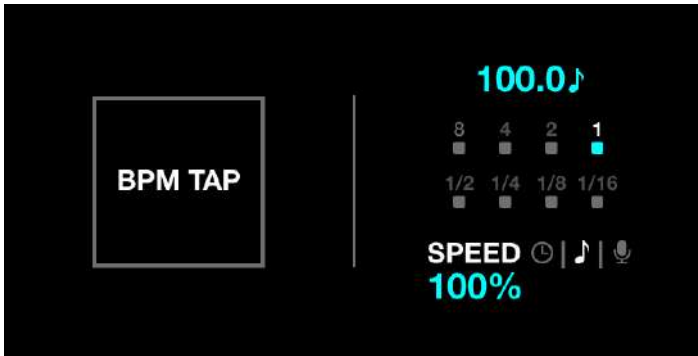 100.0♪
8 4 2 1
BPM TAP
1/2 1/4 1/8 1/16
SPEED | ♪ |
100%